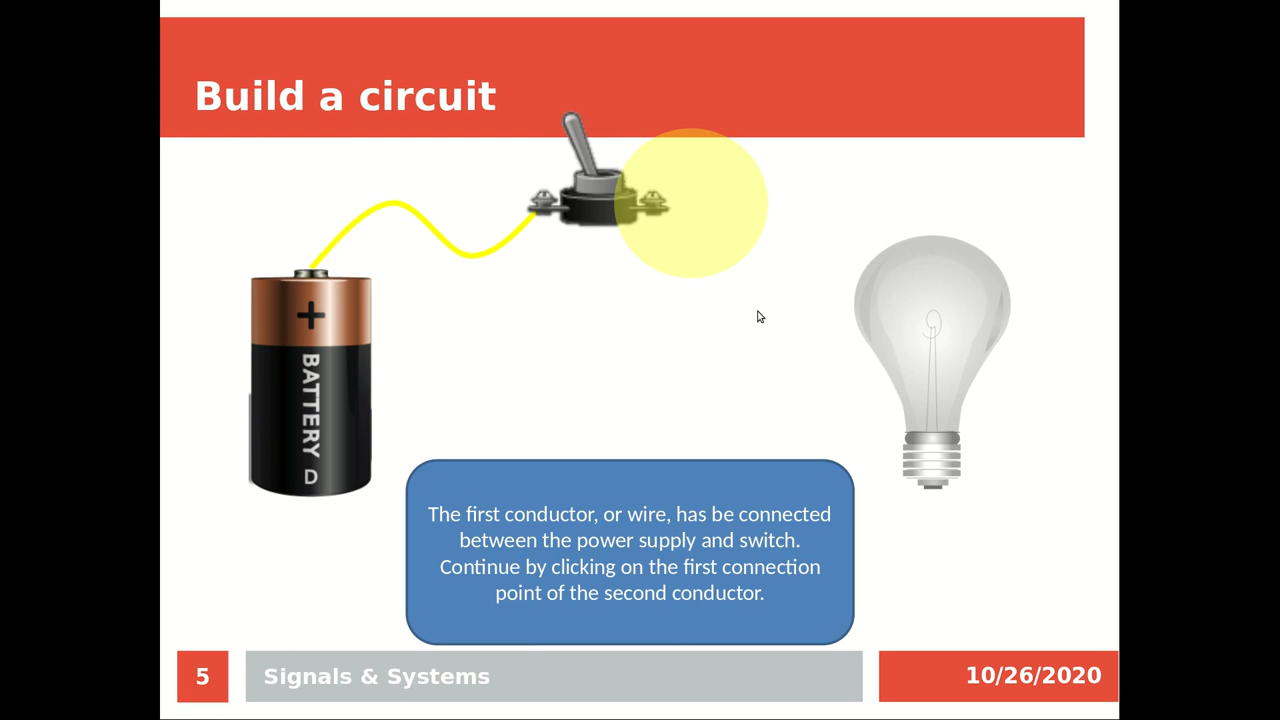 Build a circuit
+
BATTERY D
The first conductor, or wire, has be connected
between the power supply and switch.
Continue by clicking on the first connection
point of the second conductor.
5
Signals & Systems
10/26/2020